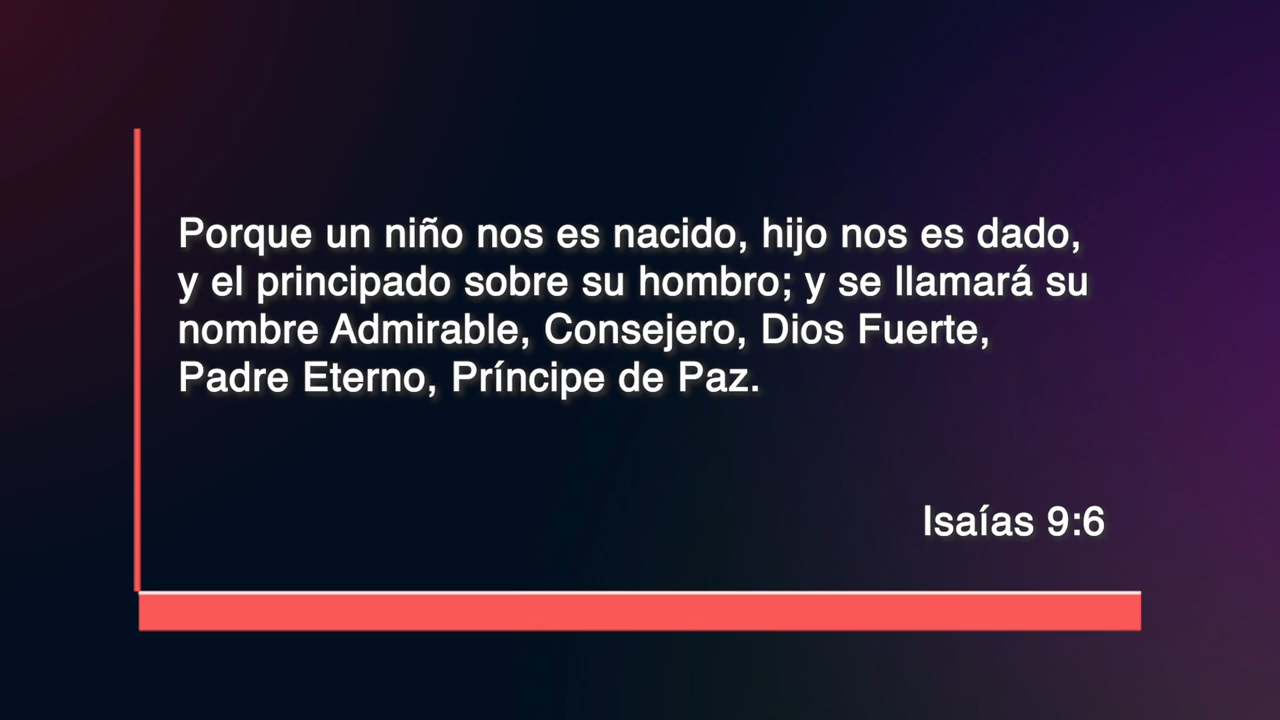 Porque un niño nos es nacido, hijo nos es dado,
y el principado sobre su hombro; y se llamará su
nombre Admirable, Consejero, Dios Fuerte,
Padre Eterno, Príncipe de Paz.
Isaías 9:6